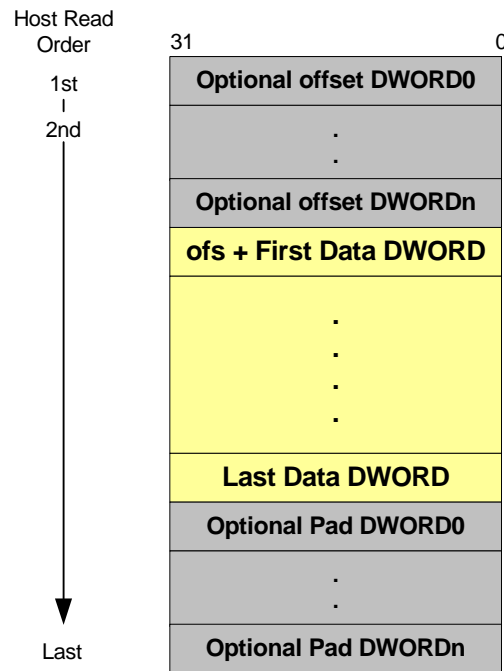 Host Read
Order
31
0
1st
2nd
Last
Optional offset DWORD0
.
.
Optional offset DWORDn
ofs + First Data DWORD
.
.
.
.
Last Data DWORD
Optional Pad DWORD0
.
.
Optional Pad DWORDn